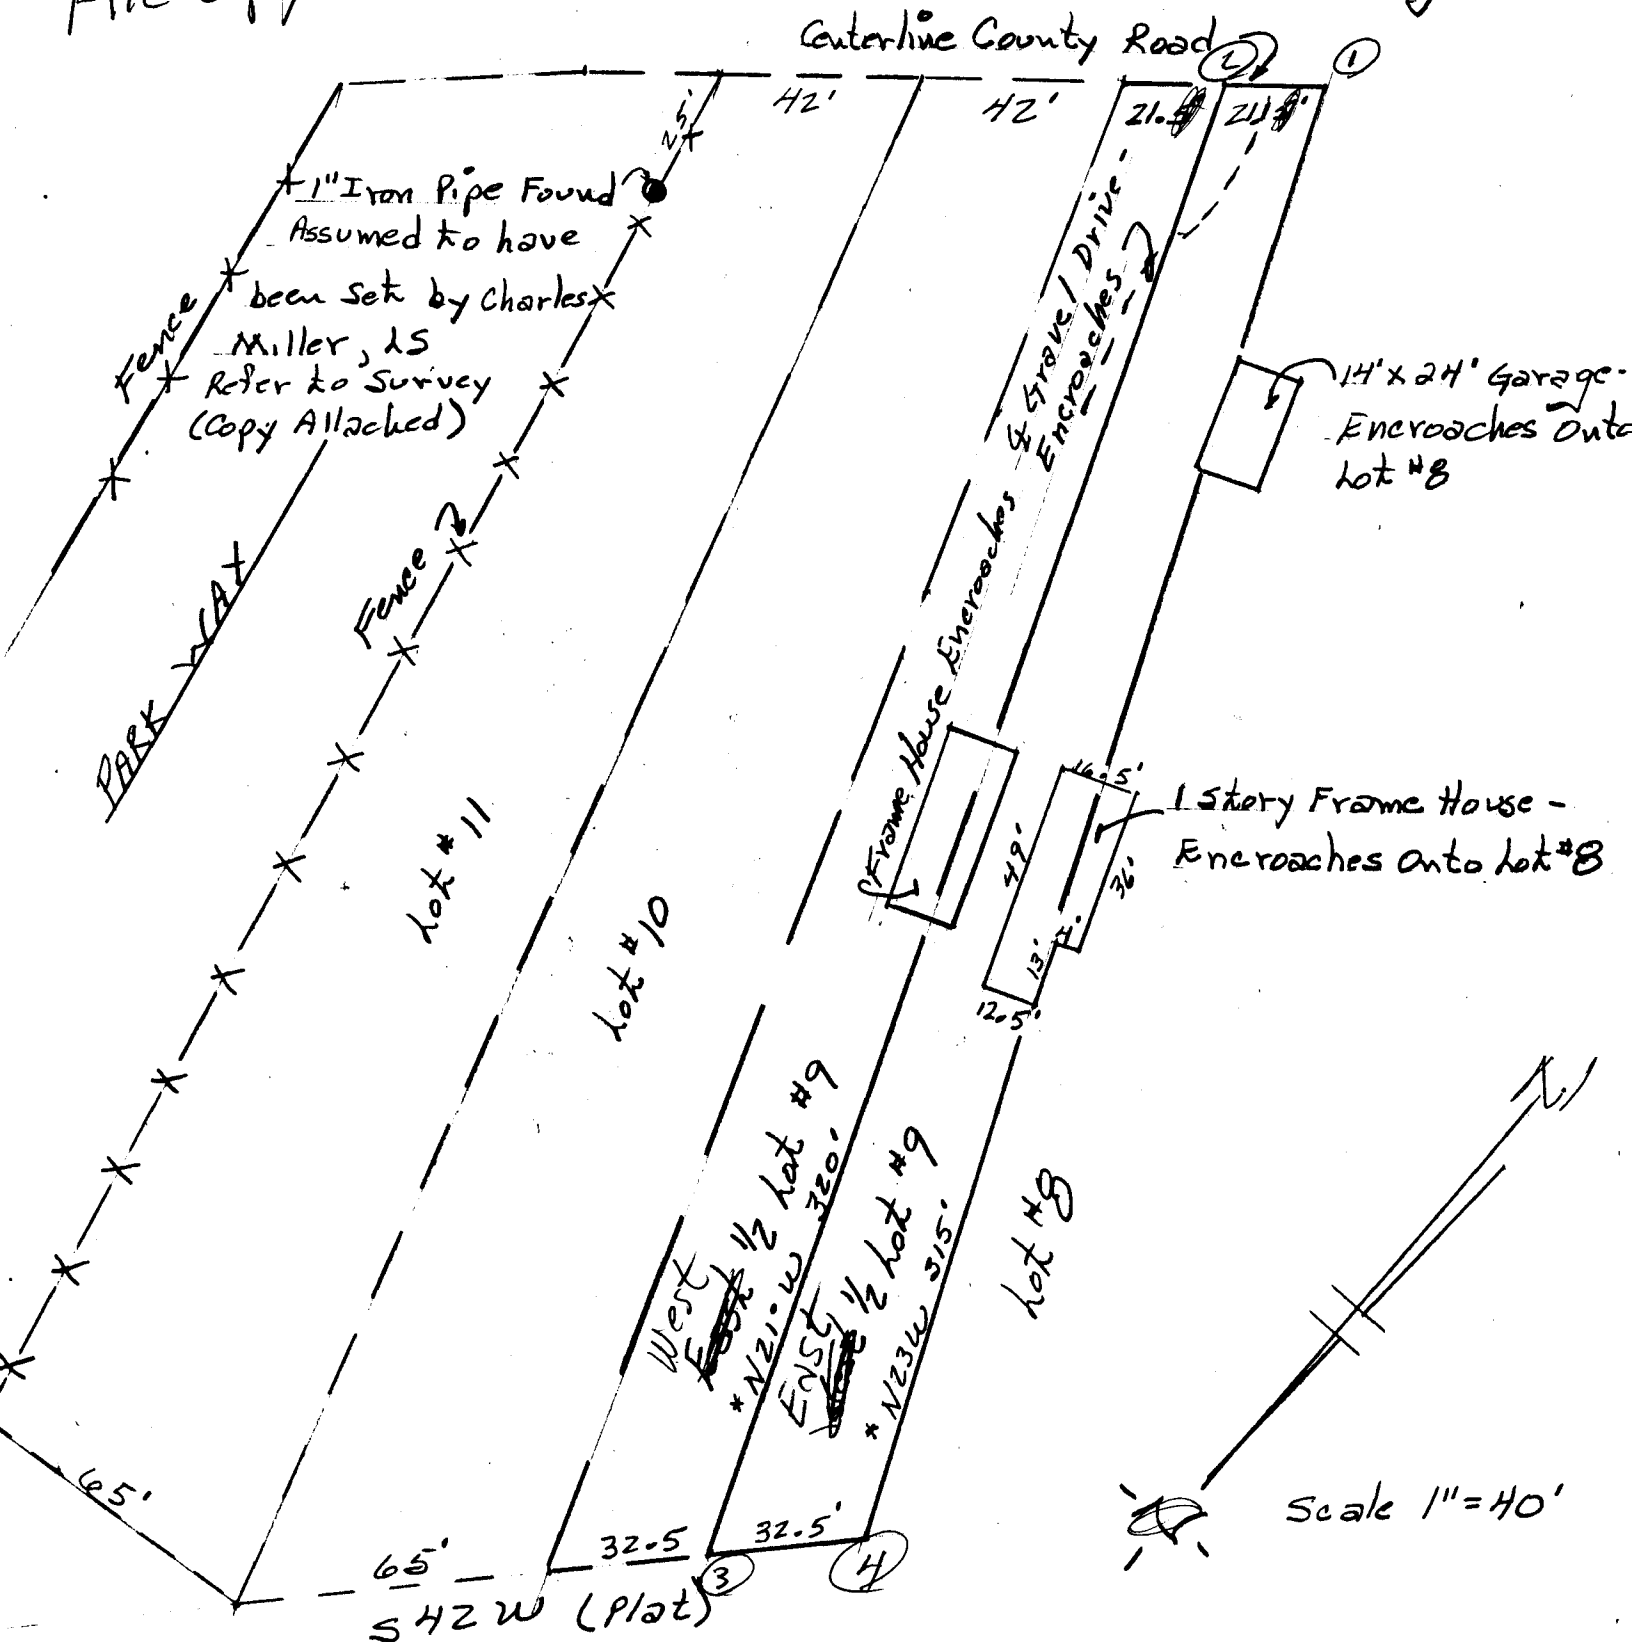 File Copy
Centerline County Road
② ①
25'
42'
42'
21.
21.
1" Iron Pipe Found
Assumed to have
been set by Charles
Miller, LS
Refer to Survey
(Copy Attached)
Fence
Fence
PARK WAY
Gravel Drive-
Encroaches
Frame House Encroaches
14' x 24' Garage-
Encroaches Onto
Lot #8
16.5'
49'
36'
13'
12.5'
1 Story Frame House -
Encroaches Onto Lot #8
Lot #11
Lot #10
West
1/2 Lot #9
* N21°W 320'
EAST
1/2 Lot #9
* N23W 315'
Lot #8
N
Scale 1"=40'
65'
65'
32.5
32.5'
③ ④
S 42 W (Plat)